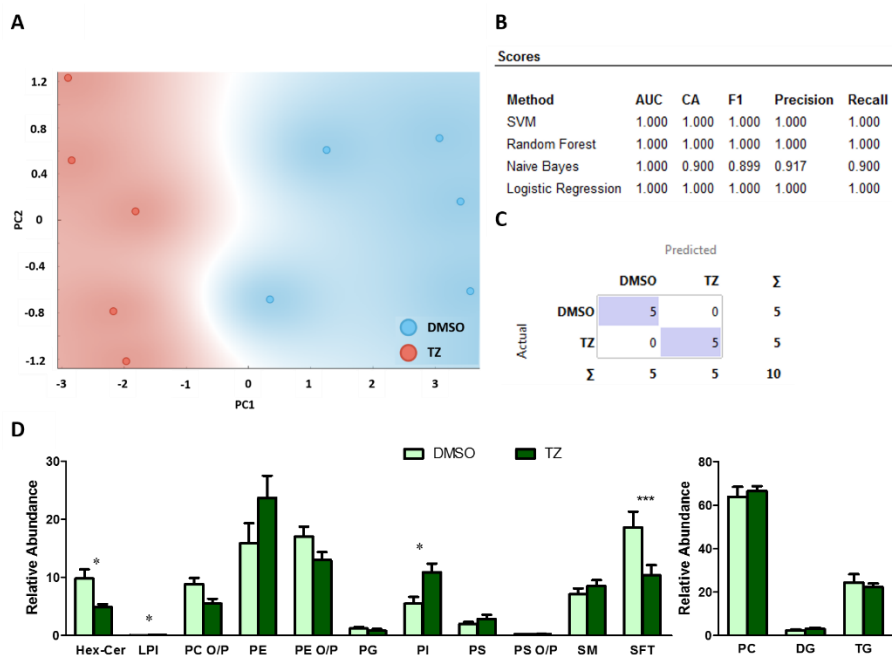 A
1.2
0.8
0.4
0
-0.4
-0.8
-1.2
PC2
-3 -2 -1 0 1 2 3
PC1
DMSO
TZ
B
Scores
Method AUC CA F1 Precision Recall
SVM 1.000 1.000 1.000 1.000 1.000
Random Forest 1.000 1.000 1.000 1.000 1.000
Naive Bayes 1.000 0.900 0.899 0.917 0.900
Logistic Regression 1.000 1.000 1.000 1.000 1.000
C
Predicted
DMSO TZ Σ
Actual
DMSO 5 0 5
TZ 0 5 5
Σ 5 5 10
D
DMSO TZ
Relative Abundance
30
20
10
0
* * * ***
Hex-Cer LPI PC O/P PE PE O/P PG PI PS PS O/P SM SFT
Relative Abundance
80
60
40
20
0
PC DG TG